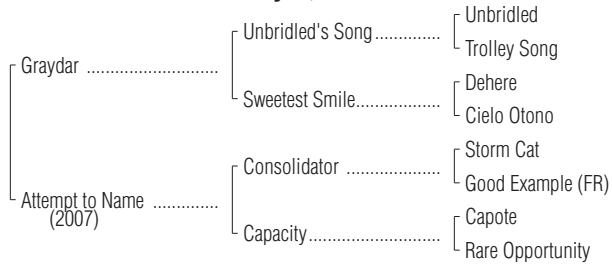 Unbridled
Unbridled's Song..............
Trolley Song
Graydar ...........................
Dehere
Sweetest Smile..................
Cielo Otono
Storm Cat
Consolidator ....................
Good Example (FR)
Attempt to Name ..............
(2007)
Capote
Capacity...........................
Rare Opportunity